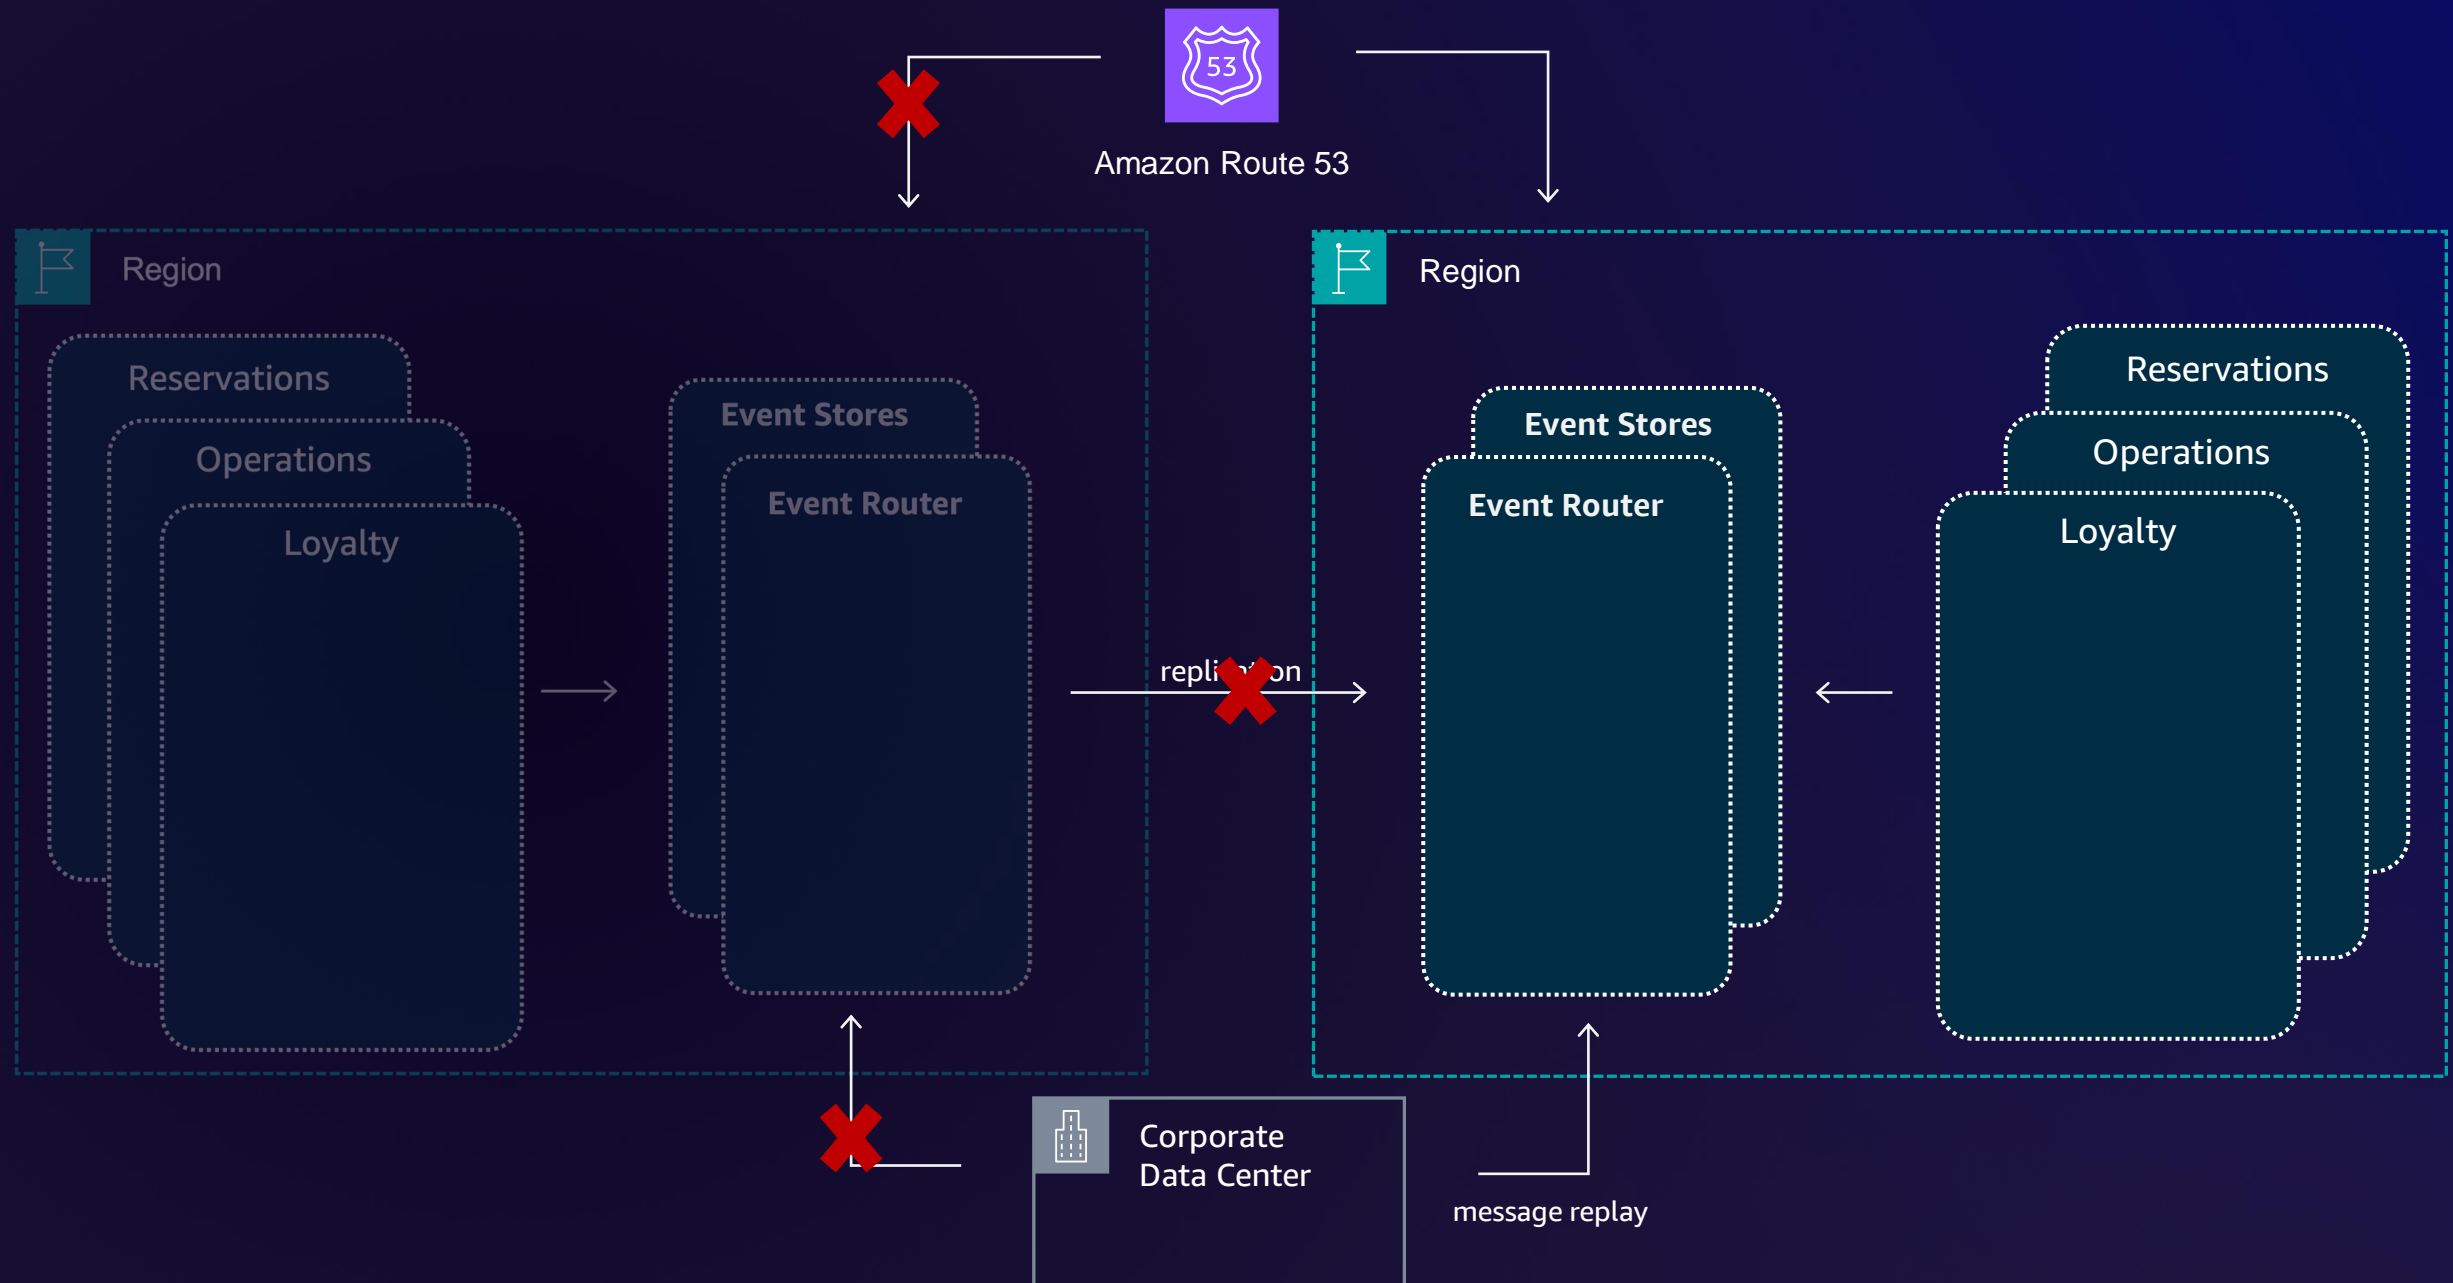 53
Amazon Route 53
Region
Reservations
Operations
Loyalty
Event Stores
Event Router
replication
Region
Event Stores
Event Router
Reservations
Operations
Loyalty
Corporate
Data Center
message replay